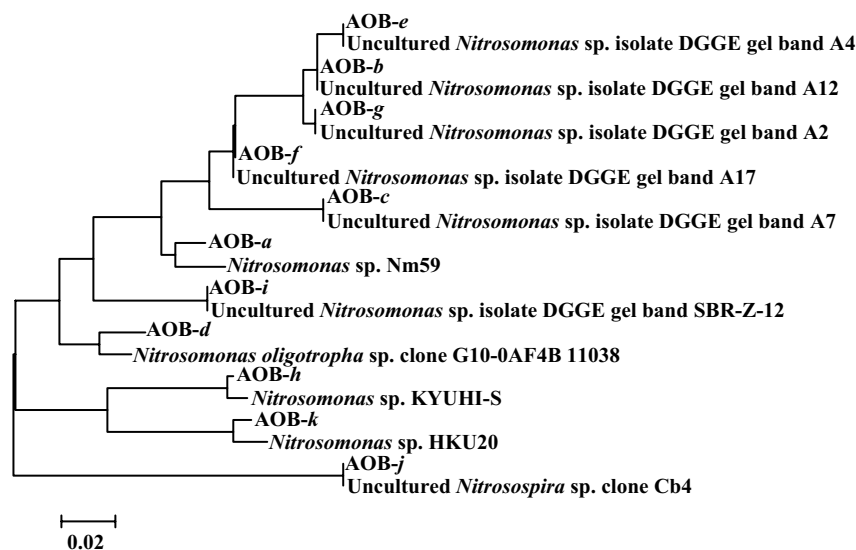 AOB-e
Uncultured Nitrosomonas sp. isolate DGGE gel band A4
AOB-b
Uncultured Nitrosomonas sp. isolate DGGE gel band A12
AOB-g
Uncultured Nitrosomonas sp. isolate DGGE gel band A2
AOB-f
Uncultured Nitrosomonas sp. isolate DGGE gel band A17
AOB-c
Uncultured Nitrosomonas sp. isolate DGGE gel band A7
AOB-a
Nitrosomonas sp. Nm59
AOB-i
Uncultured Nitrosomonas sp. isolate DGGE gel band SBR-Z-12
AOB-d
Nitrosomonas oligotropha sp. clone G10-0AF4B 11038
AOB-h
Nitrosomonas sp. KYUHI-S
AOB-k
Nitrosomonas sp. HKU20
AOB-j
Uncultured Nitrosospira sp. clone Cb4
0.02